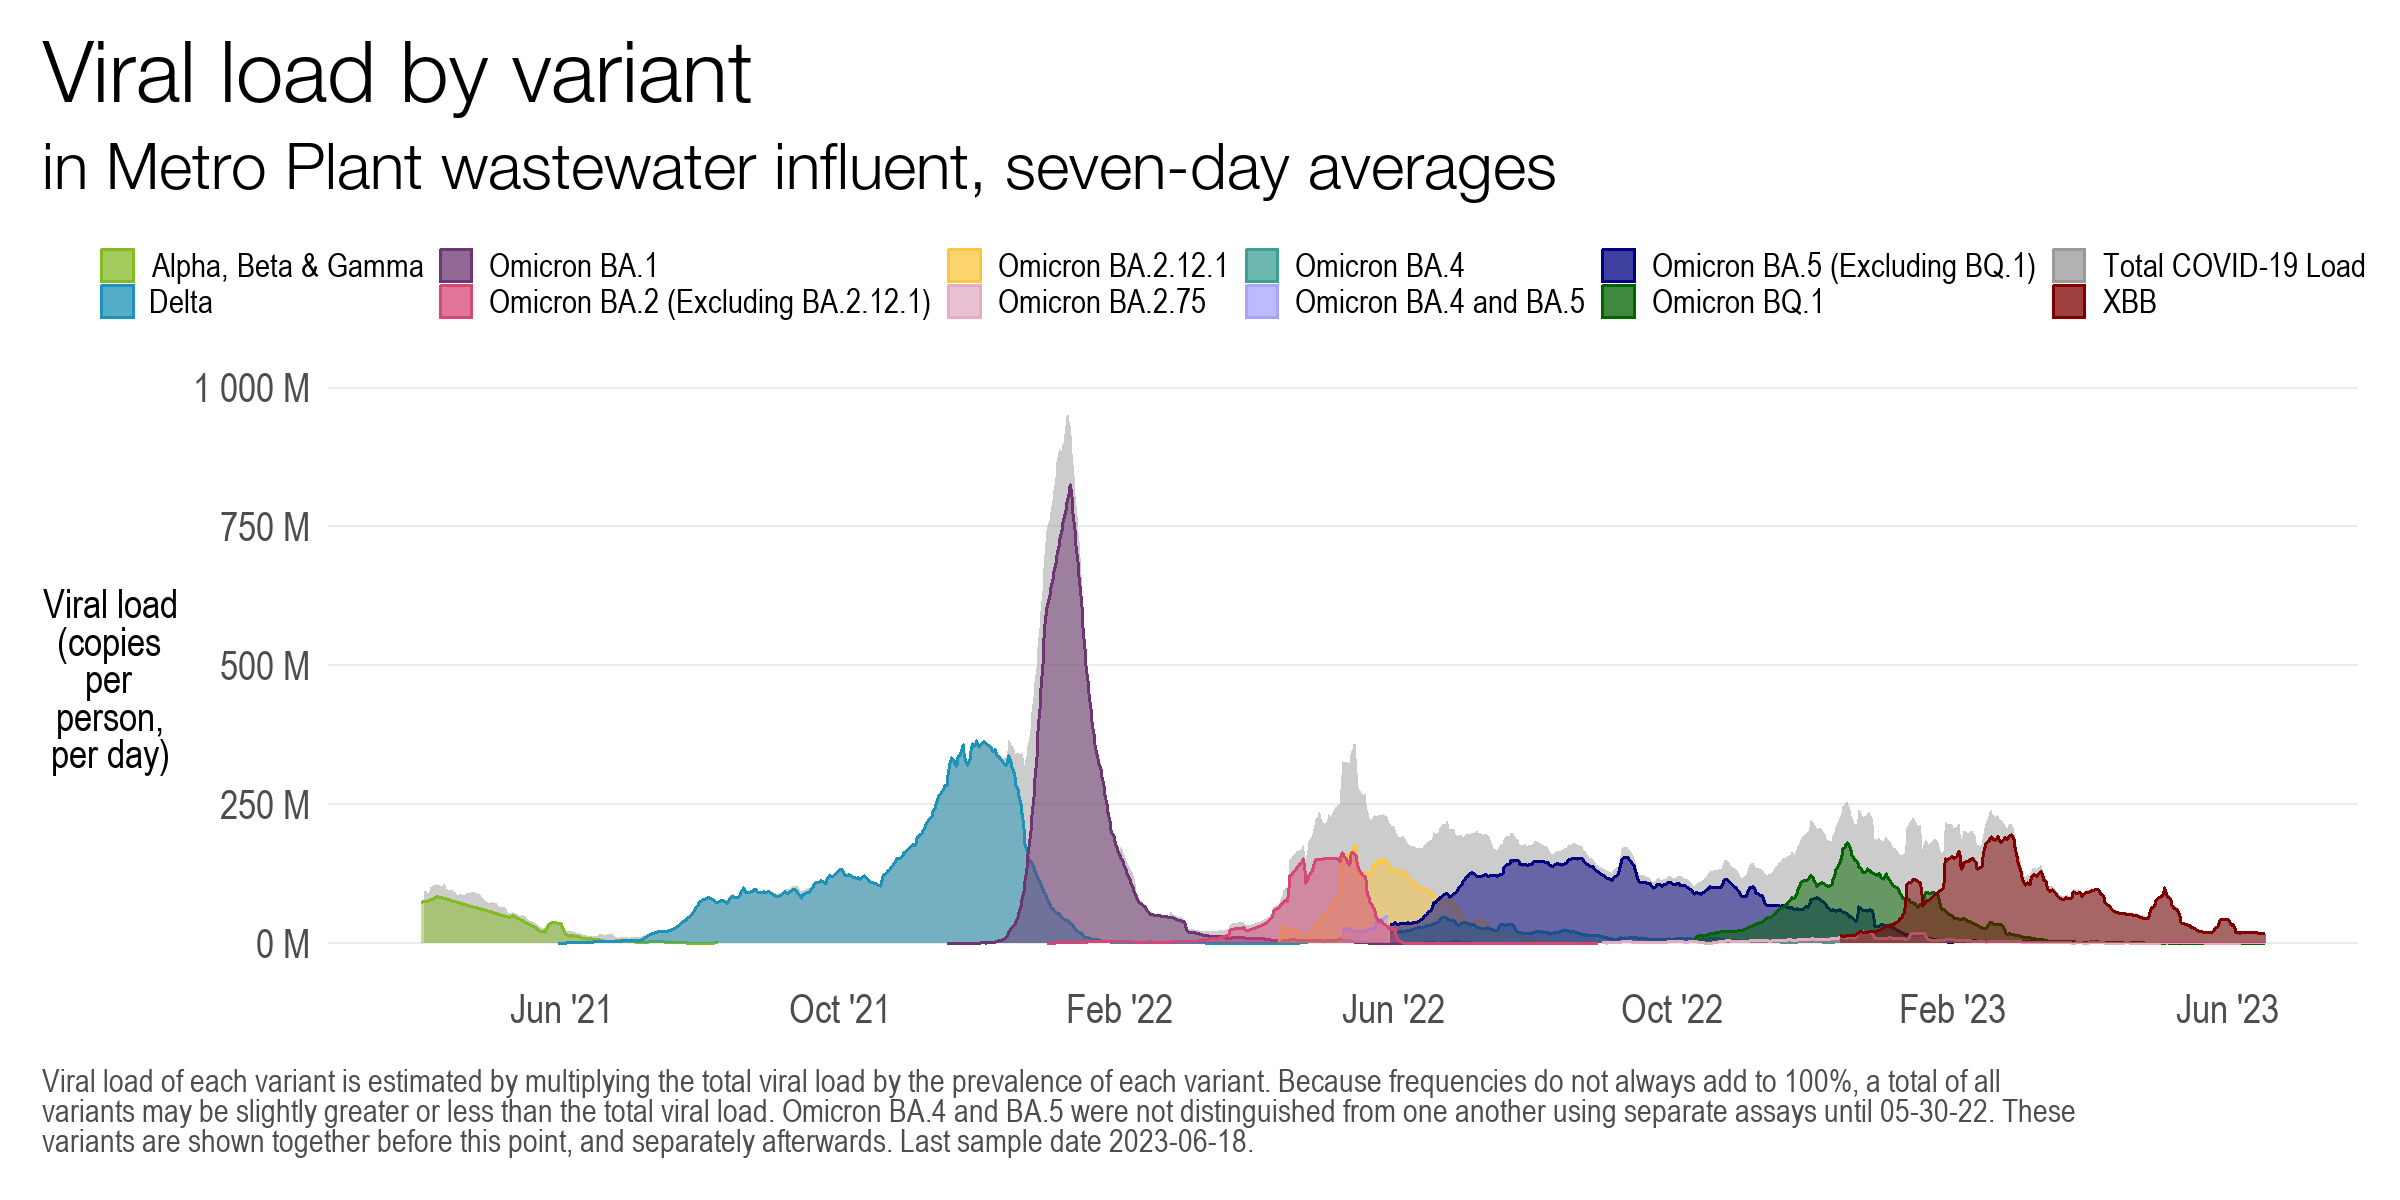 Viral load by variant
in Metro Plant wastewater influent, seven-day averages
Alpha, Beta & Gamma
Omicron BA.1
Omicron BA.2.12.1
Omicron BA.4
Omicron BA.5 (Excluding BQ.1)
Total COVID-19 Load
Delta
Omicron BA.2 (Excluding BA.2.12.1)
Omicron BA.2.75
Omicron BA.4 and BA.5
Omicron BQ.1
XBB
1 000 M
750 M
500 M
250 M
0 M
Viral load
(copies
per
person,
per day)
Jun '21
Oct '21
Feb '22
Jun '22
Oct '22
Feb '23
Jun '23
Viral load of each variant is estimated by multiplying the total viral load by the prevalence of each variant. Because frequencies do not always add to 100%, a total of all
variants may be slightly greater or less than the total viral load. Omicron BA.4 and BA.5 were not distinguished from one another using separate assays until 05-30-22. These
variants are shown together before this point, and separately afterwards. Last sample date 2023-06-18.